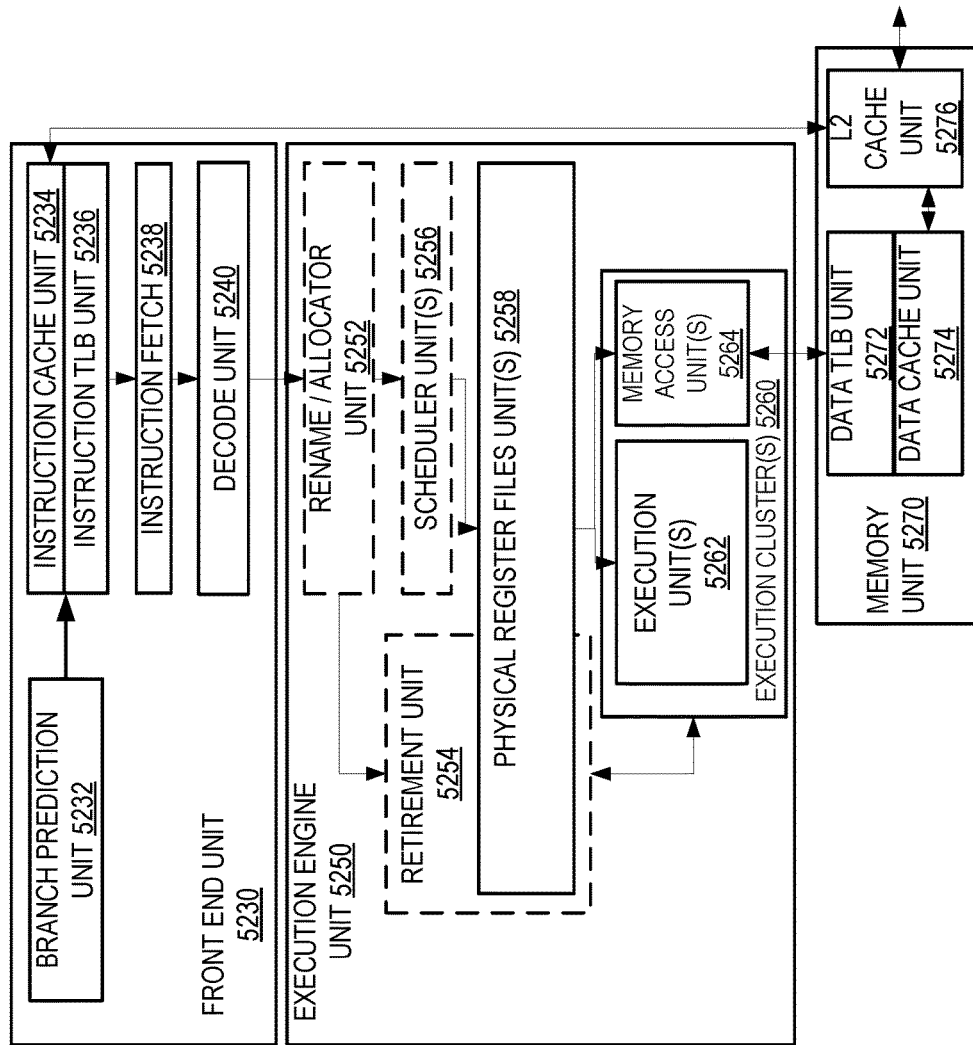 BRANCH PREDICTION
UNIT 5232
INSTRUCTION CACHE UNIT 5234
INSTRUCTION TLB UNIT 5236
INSTRUCTION FETCH 5238
DECODE UNIT 5240
FRONT END UNIT
5230
EXECUTION ENGINE
UNIT 5250
RENAME / ALLOCATOR
UNIT 5252
RETIREMENT UNIT
5254
SCHEDULER UNIT(S) 5256
PHYSICAL REGISTER FILES UNIT(S) 5258
EXECUTION
UNIT(S)
5262
MEMORY
ACCESS
UNIT(S)
5264
EXECUTION CLUSTER(S) 5260
MEMORY
UNIT 5270
DATA TLB UNIT
5272
DATA CACHE UNIT
5274
L2
CACHE
UNIT
5276